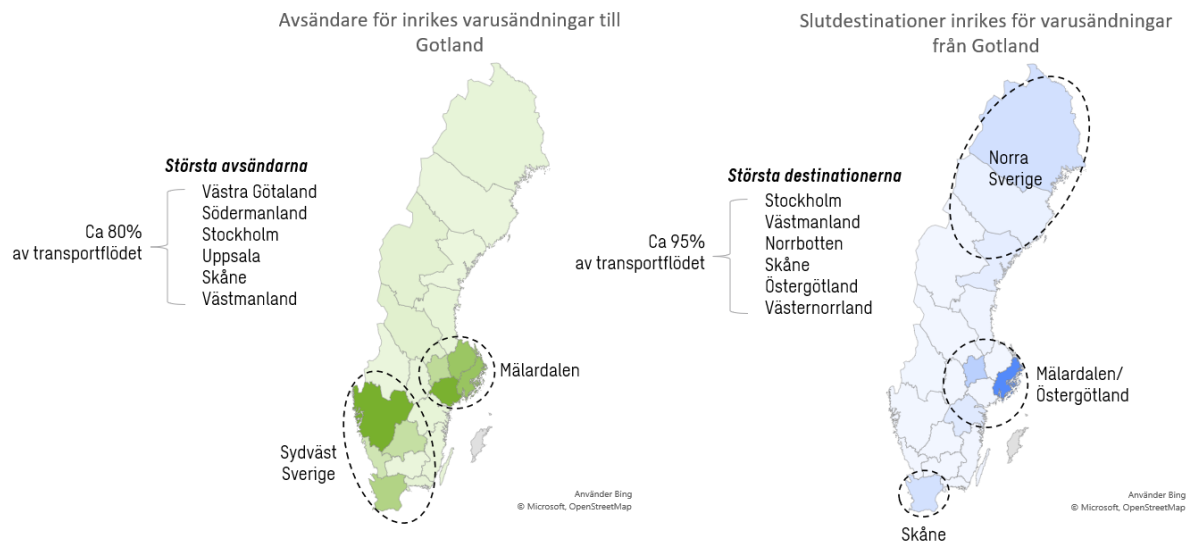 Avsändare för inrikes varusändningar till
Gotland
Största avsändarna
Ca 80%
av transportflödet
Västra Götaland
Södermanland
Stockholm
Uppsala
Skåne
Västmanland
Mälardalen
Sydväst
Sverige
Använder Bing
© Microsoft, OpenStreetMap
Slutdestinationer inrikes för varusändningar
från Gotland
Största destinationerna
Ca 95%
av transportflödet
Stockholm
Västmanland
Norrbotten
Skåne
Östergötland
Västernorrland
Norra
Sverige
Mälardalen/
Östergötland
Skåne
Använder Bing
© Microsoft, OpenStreetMap